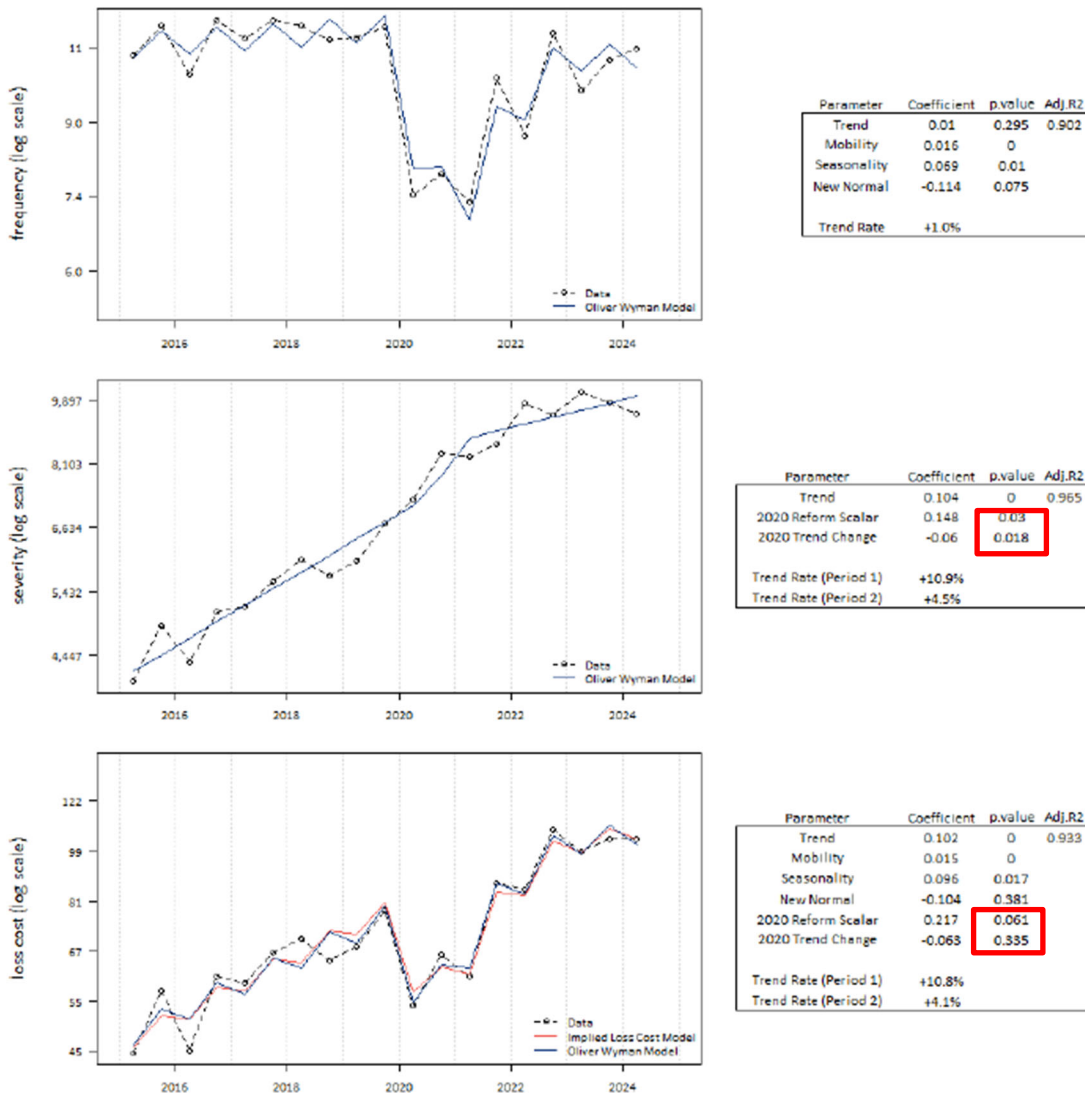 frequency (log scale)
11
9.0
7.4
6.0
Data
Oliver Wyman Model
2016 2018 2020 2022 2024
Parameter Coefficient p.value Adj.R2
Trend 0.01 0.295 0.902
Mobility 0.016 0
Seasonality 0.069 0.01
New Normal -0.114 0.075
Trend Rate +1.0%
severity (log scale)
9,897
8,103
6,634
5,432
4,447
Data
Oliver Wyman Model
2016 2018 2020 2022 2024
Parameter Coefficient p.value Adj.R2
Trend 0.104 0 0.965
2020 Reform Scalar 0.148 0.03
2020 Trend Change -0.06 0.018
Trend Rate (Period 1) +10.9%
Trend Rate (Period 2) +4.5%
loss cost (log scale)
122
99
81
67
55
45
Data
Implied Loss Cost Model
Oliver Wyman Model
2016 2018 2020 2022 2024
Parameter Coefficient p.value Adj.R2
Trend 0.102 0 0.933
Mobility 0.015 0
Seasonality 0.096 0.017
New Normal -0.104 0.381
2020 Reform Scalar 0.217 0.061
2020 Trend Change -0.063 0.335
Trend Rate (Period 1) +10.8%
Trend Rate (Period 2) +4.1%